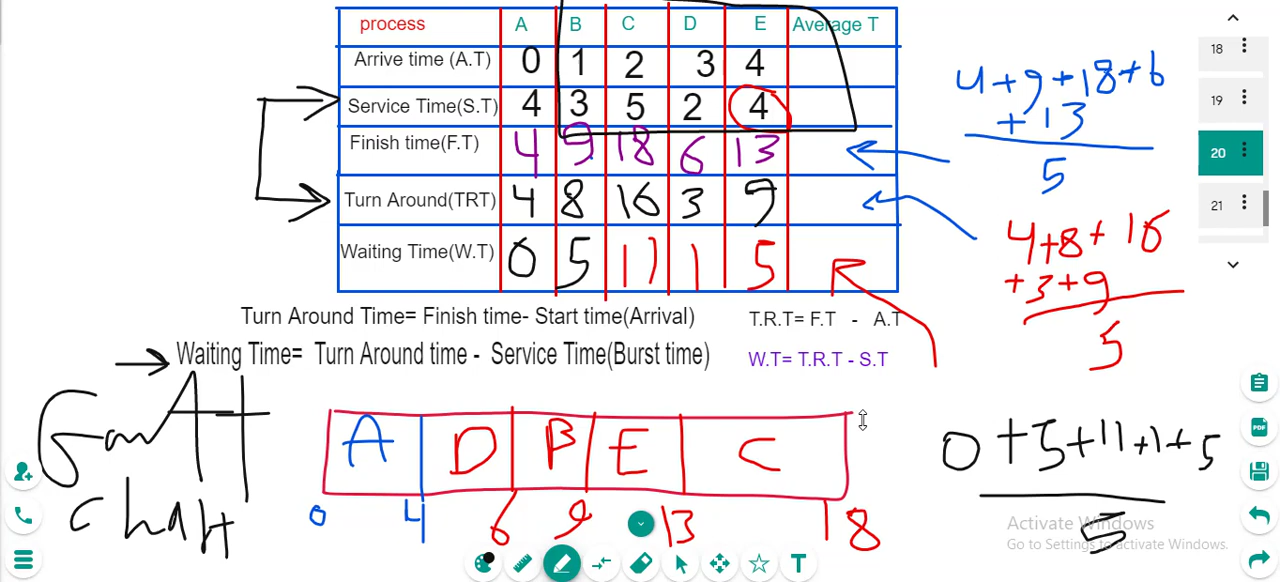 process A B C D E Average T
Arrive time (A.T) 0 1 2 3 4
Service Time(S.T) 4 3 5 2 4
Finish time(F.T) 4 9 18 6 13
Turn Around(TRT) 4 8 16 3 9
Waiting Time(W.T) 0 5 11 1 5
4+9+18+6
+13
5
4+8+16
+3+9
5
Turn Around Time= Finish time- Start time(Arrival) T.R.T= F.T - A.T
Waiting Time= Turn Around time - Service Time(Burst time) W.T= T.R.T - S.T
Gantt
chart
A D B E C
0 4 6 9 13 18
0+5+11+1+5
5
18
19
20
21
PDF
T
Activate Windows
Go to Settings to activate Windows.